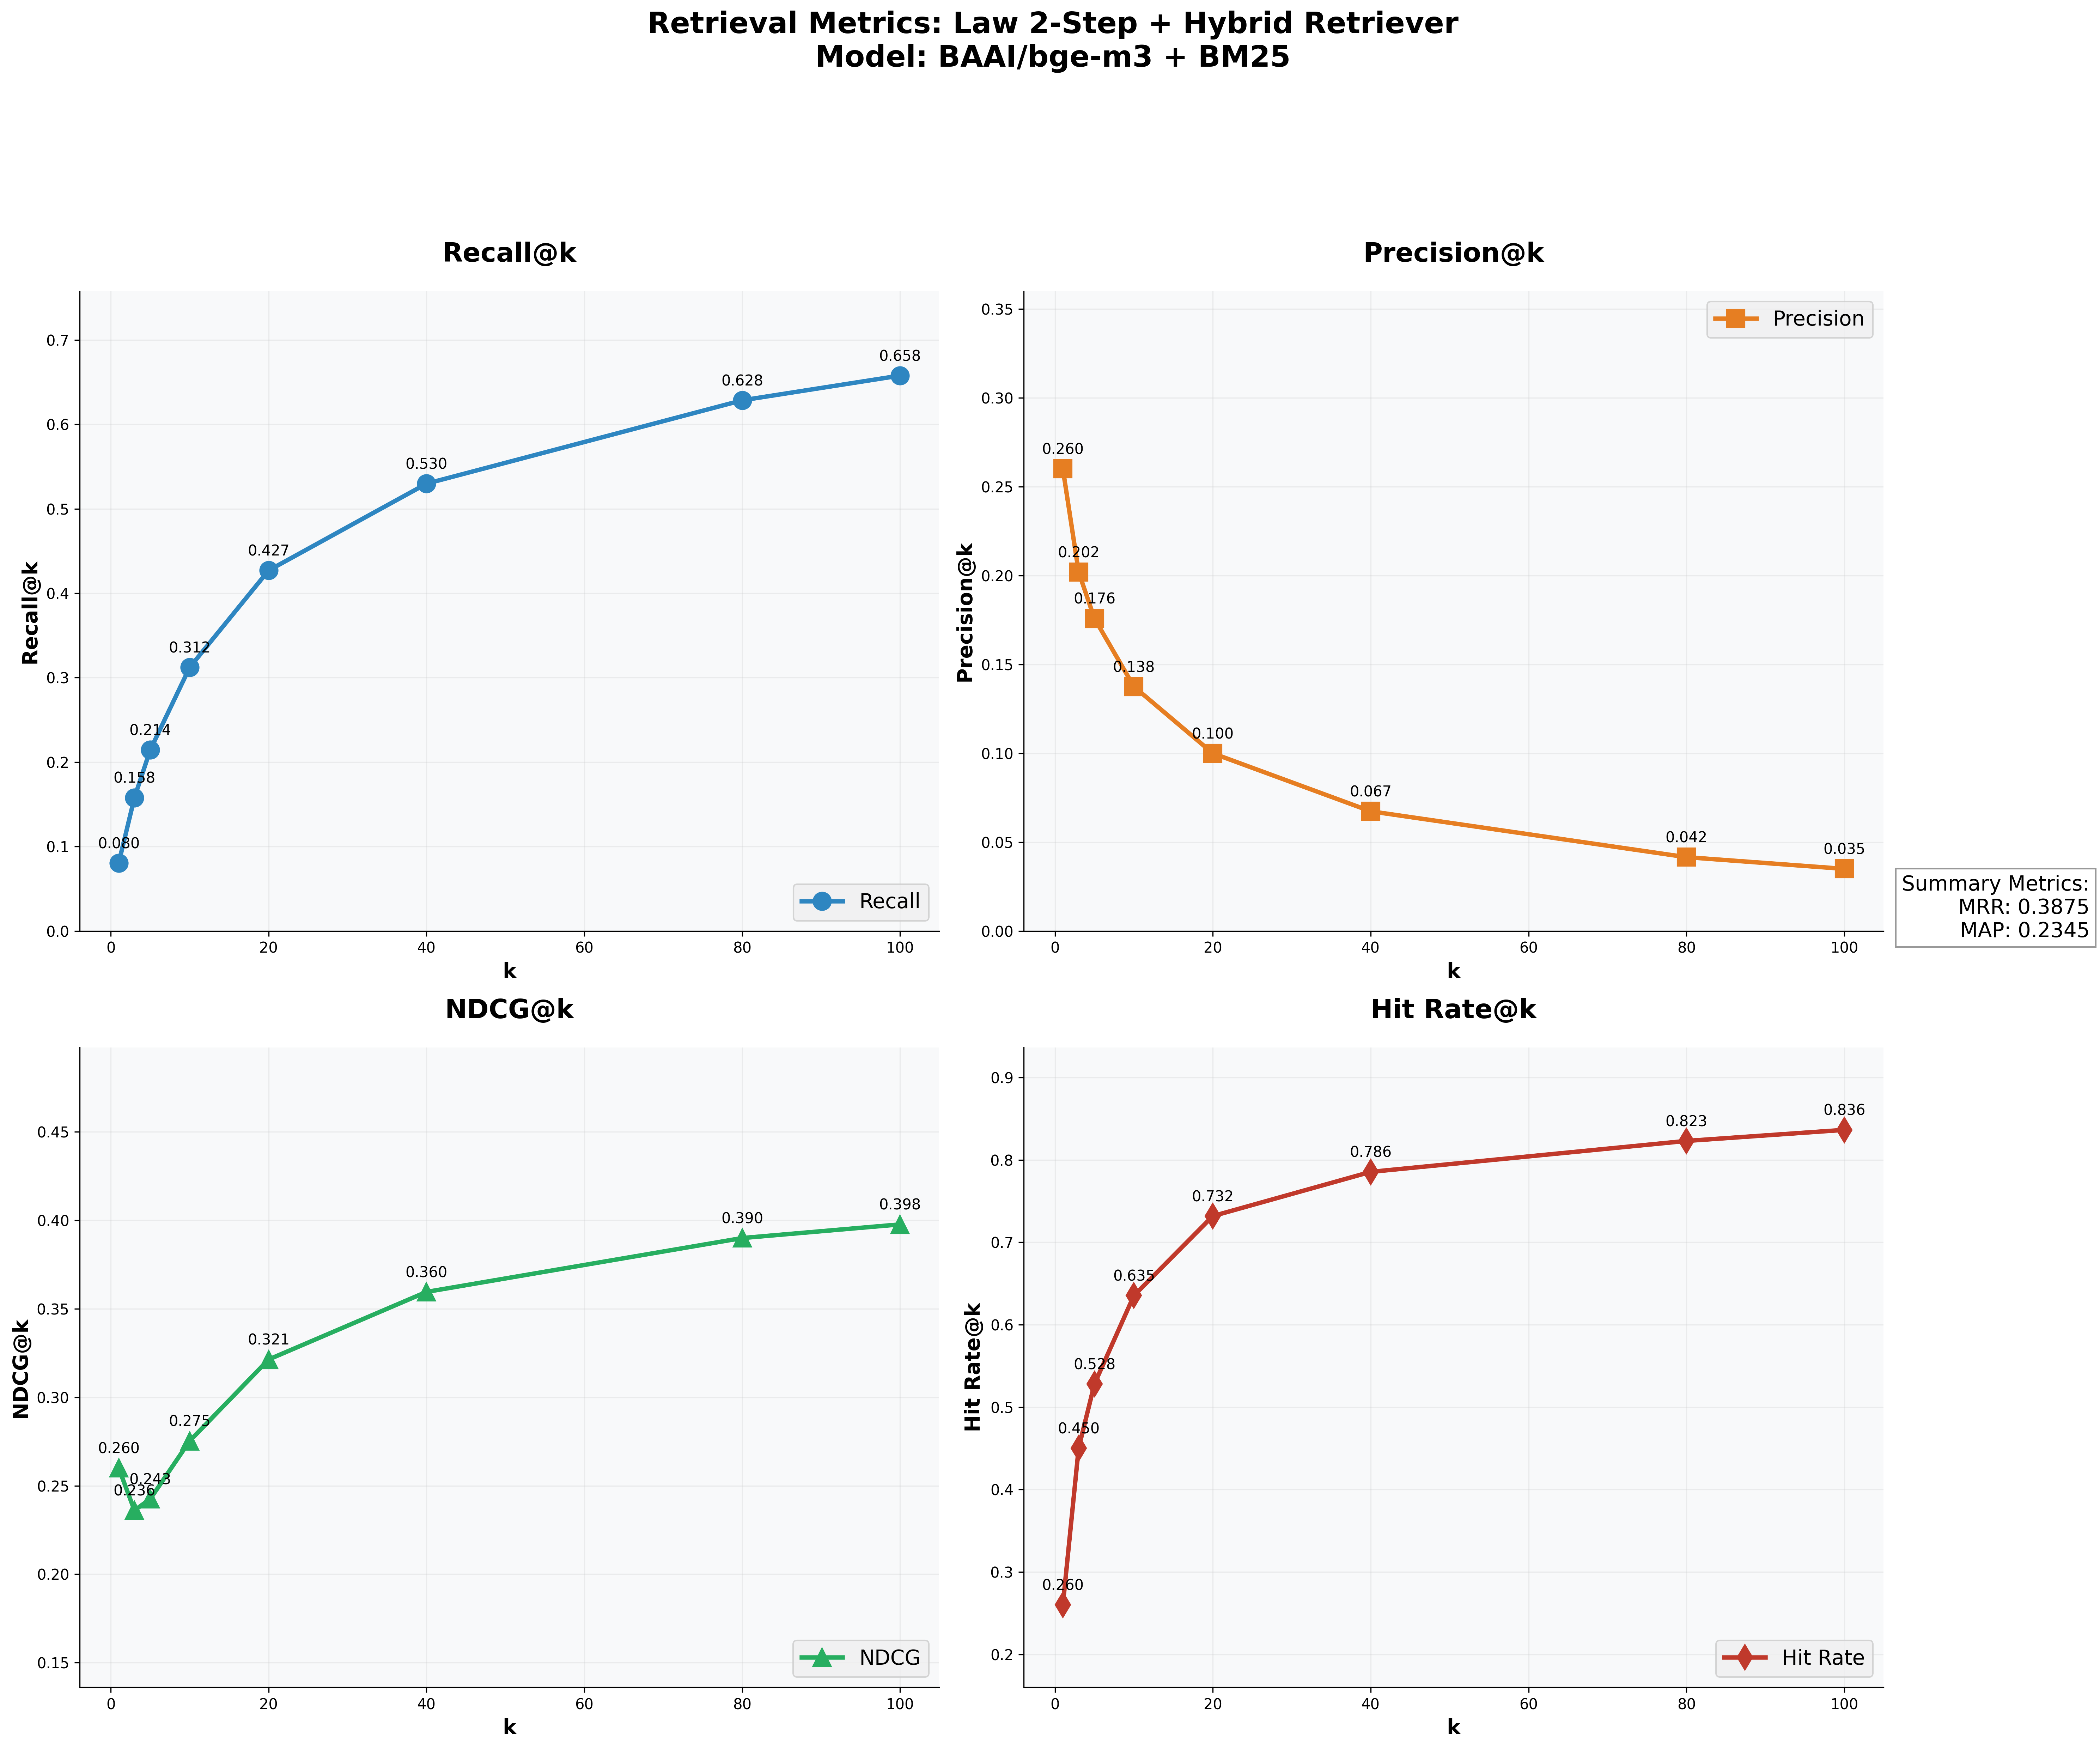 Retrieval Metrics: Law 2-Step + Hybrid Retriever
Model: BAAI/bge-m3 + BM25
Recall@k
Recall@k
0.7
0.6
0.5
0.4
0.3
0.2
0.1
0.0
0.080
0.158
0.214
0.312
0.427
0.530
0.628
0.658
Recall
0 20 40 60 80 100
k
Precision@k
Precision@k
0.35
0.30
0.25
0.20
0.15
0.10
0.05
0.00
0.260
0.202
0.176
0.138
0.100
0.067
0.042
0.035
Precision
0 20 40 60 80 100
k
Summary Metrics:
MRR: 0.3875
MAP: 0.2345
NDCG@k
NDCG@k
0.45
0.40
0.35
0.30
0.25
0.20
0.15
0.260
0.236
0.243
0.275
0.321
0.360
0.390
0.398
NDCG
0 20 40 60 80 100
k
Hit Rate@k
Hit Rate@k
0.9
0.8
0.7
0.6
0.5
0.4
0.3
0.2
0.260
0.450
0.528
0.635
0.732
0.786
0.823
0.836
Hit Rate
0 20 40 60 80 100
k